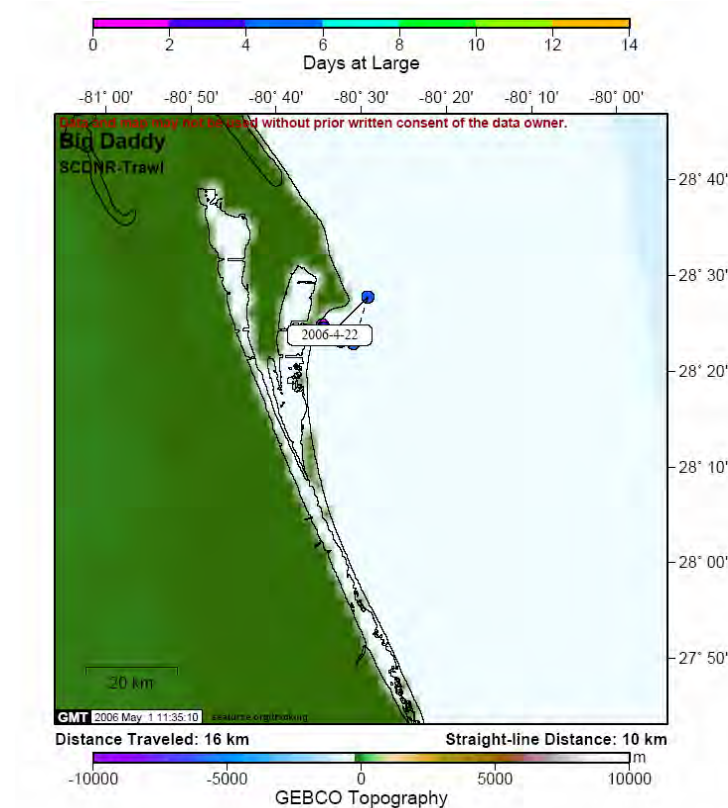 0 2 4 6 8 10 12 14
Days at Large
-81° 00' -80° 50' -80° 40' -80° 30' -80° 20' -80° 10' -80° 00'
Data and map may not be used without prior written consent of the data owner.
Big Daddy
SCDNR-Trawl
28° 40'
28° 30'
2006-4-22
28° 20'
28° 10'
28° 00'
27° 50'
20 km
GMT 2006 May 1 11:35:10
Distance Traveled: 16 km Straight-line Distance: 10 km
m
-10000 -5000 0 5000 10000
GEBCO Topography